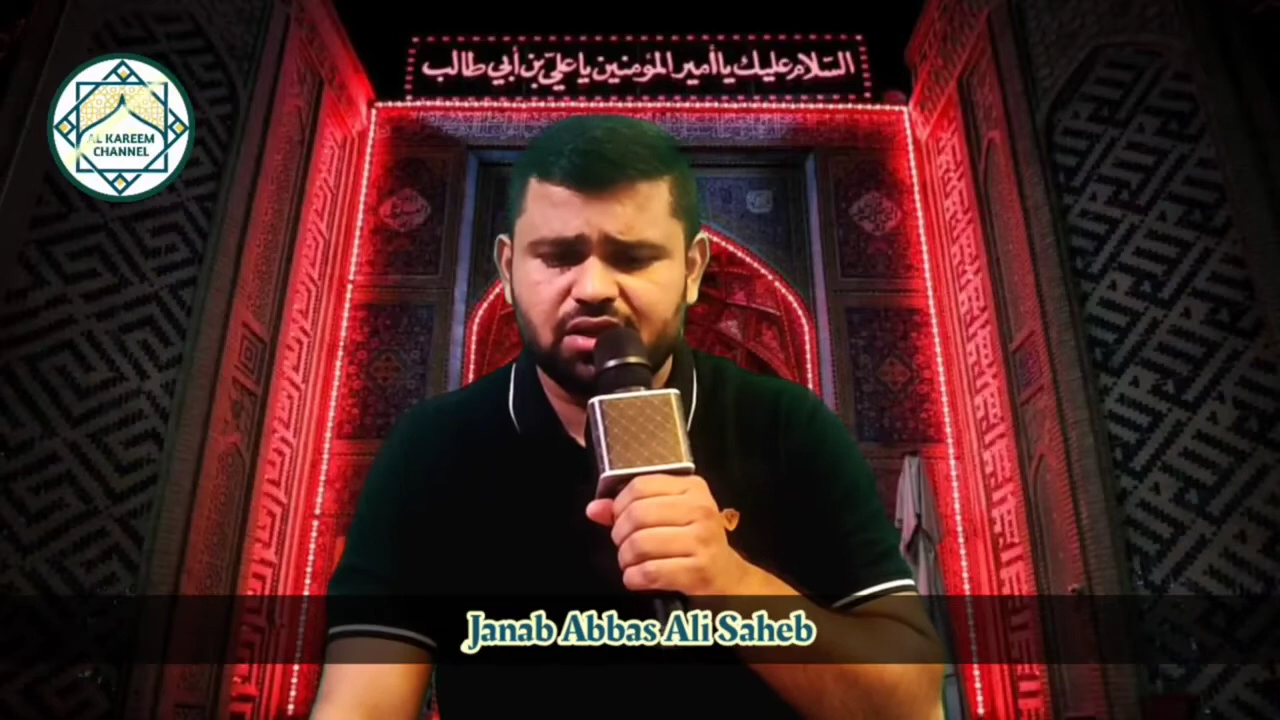 السلام عليك يا أمير المؤمنين يا علي بن أبي طالب
AL KAREEM
CHANNEL
Janab Abbas Ali Saheb